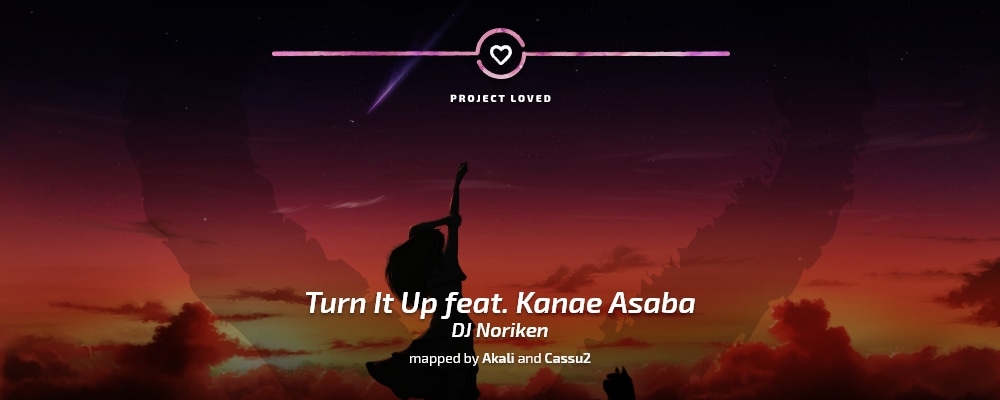 PROJECT LOVED
Turn It Up feat. Kanae Asaba
DJ Noriken
mapped by Akali and Cassu2